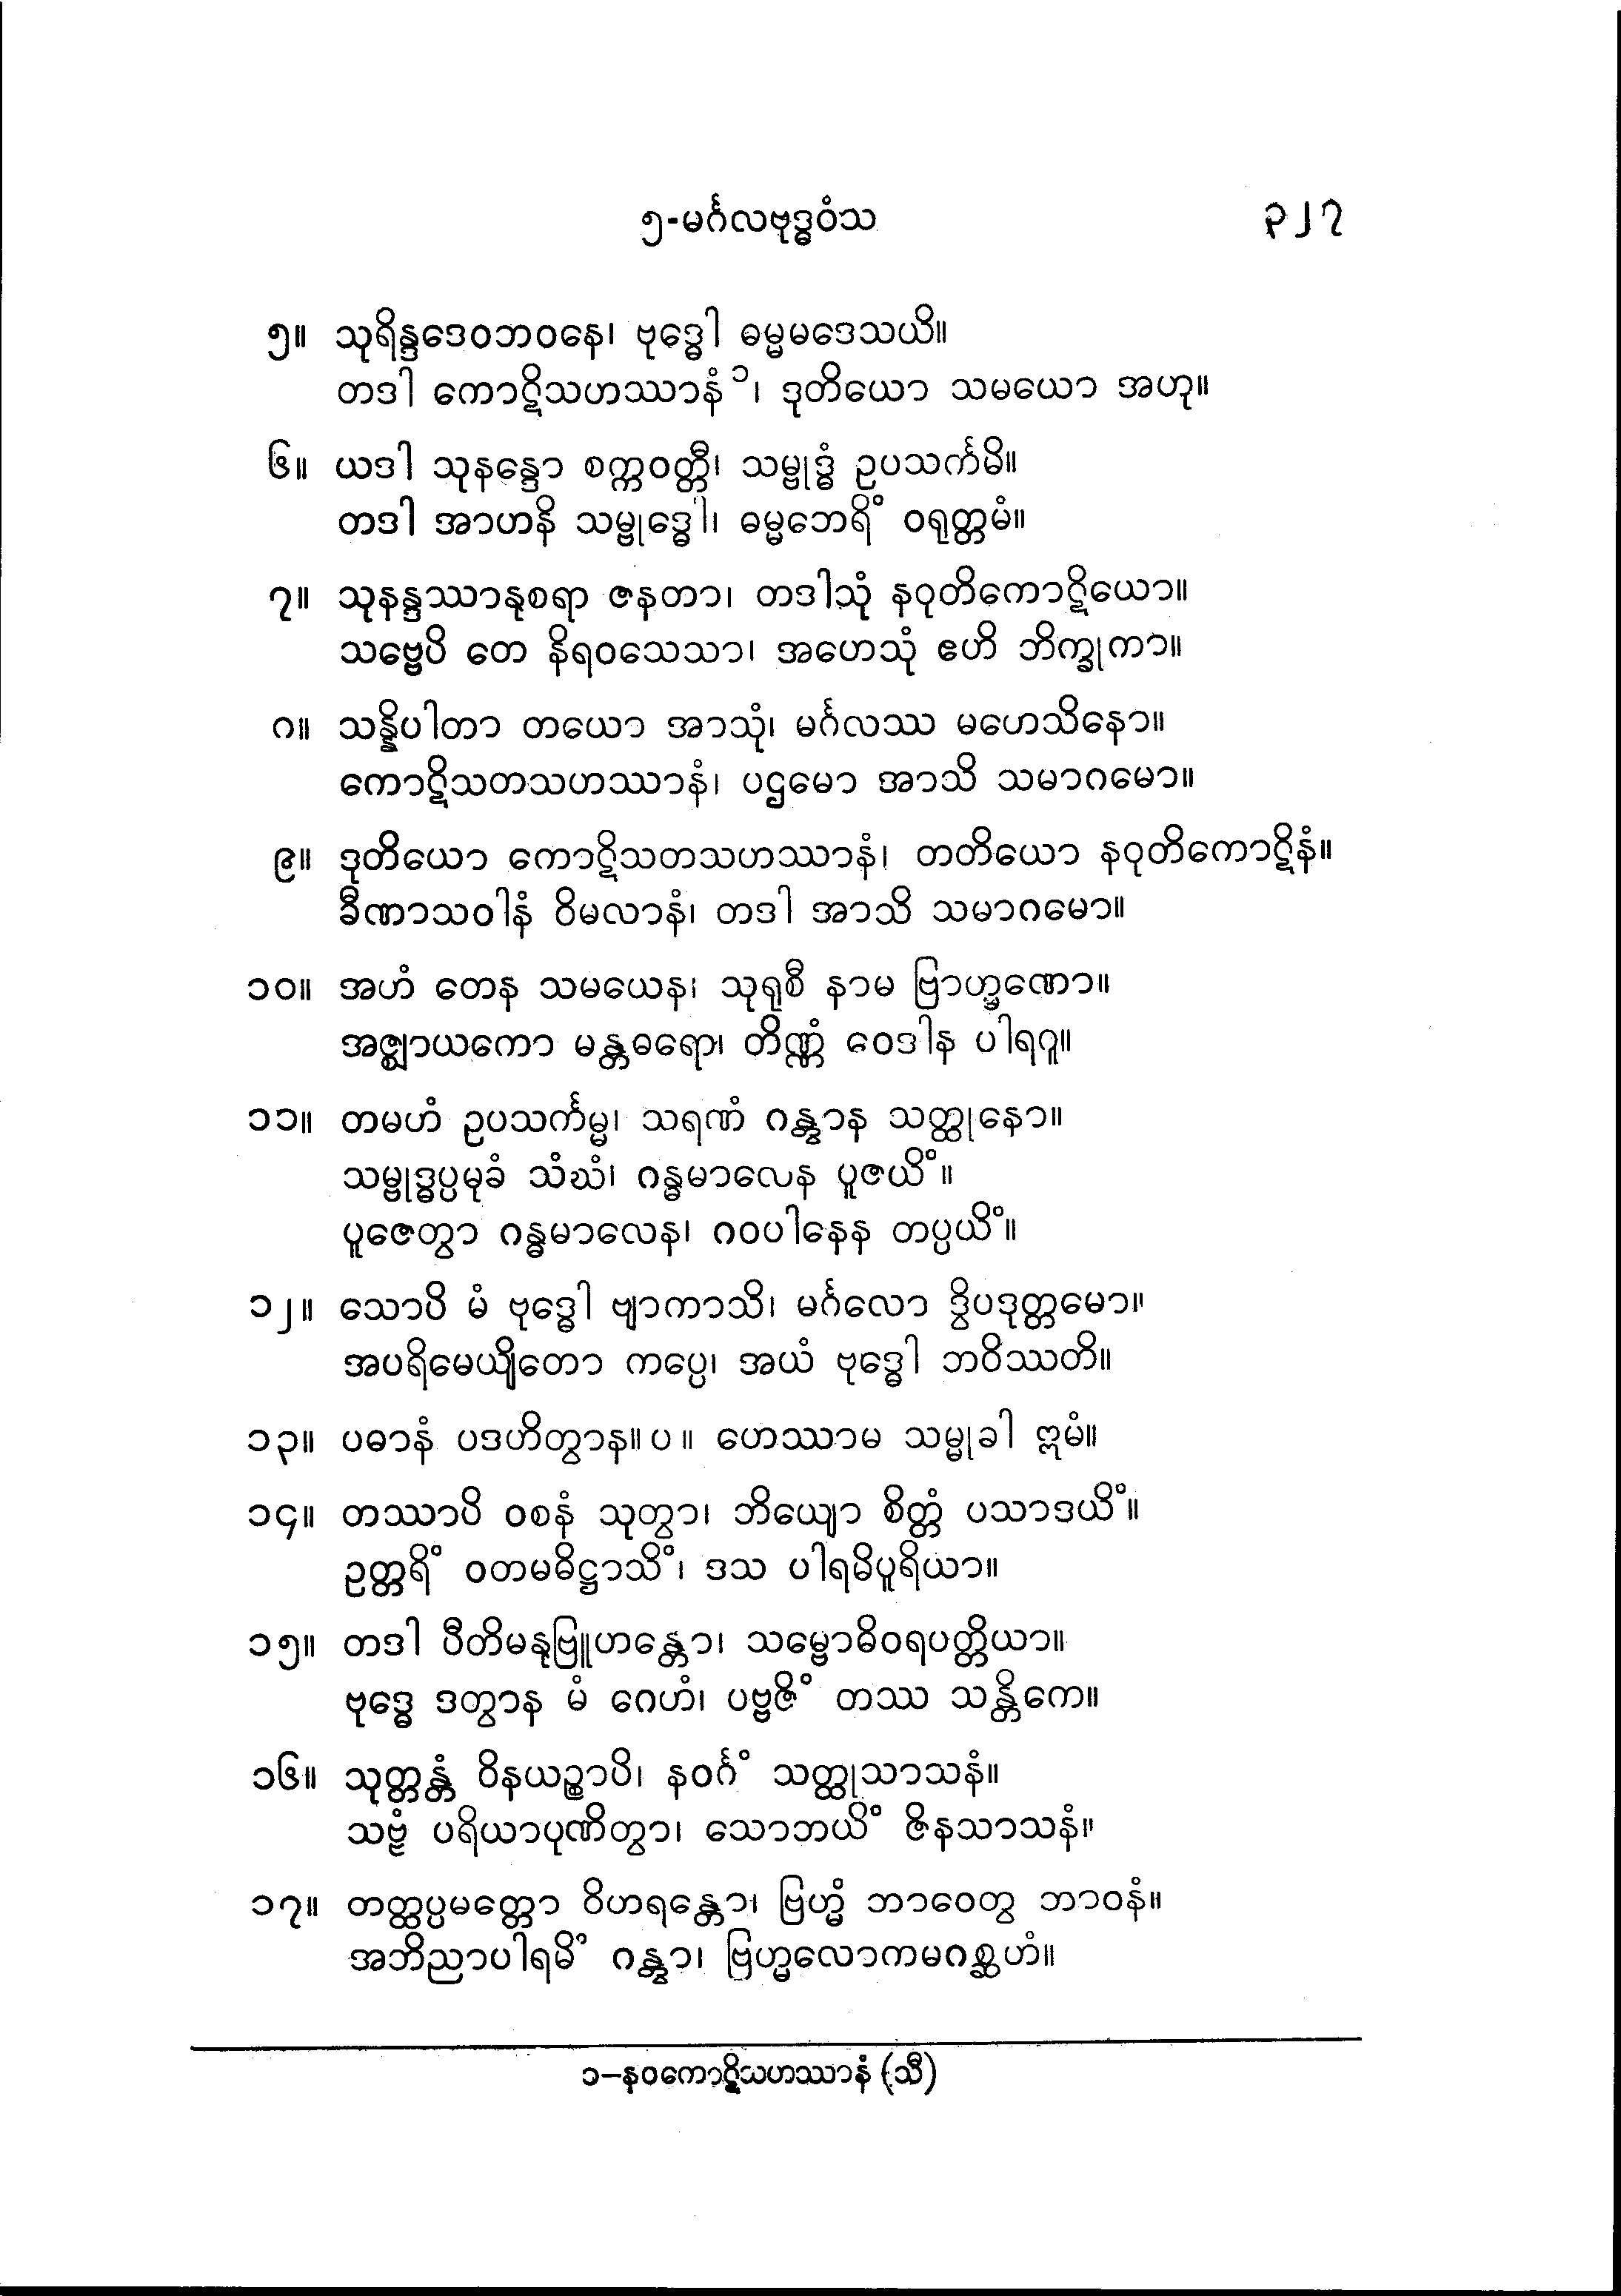 ၅-မင်္ဂလဗုဒ္ဓဝံသ ၃၂၇
၅။ သုရိန္ဒဒေဝဘဝနေ၊ ဗုဒ္ဓေါ ဓမ္မမဒေသယိ။
တဒါ ကောဋိသဟဿာနံ ၁၊ ဒုတိယော သမယော အဟု။
၆။ ယဒါ သုနန္ဒော စက္ကဝတ္တီ၊ သမ္ဗုဒ္ဓံ ဥပသင်္ကမိ။
တဒါ အာဟနိ သမ္ဗုဒ္ဓေါ၊ ဓမ္မဘေရိံ ဝရုတ္တမံ။
၇။ သုနန္ဒဿာနုစရာ ဇနတာ၊ တဒါသုံ နဝုတိကောဋိယော။
သဗ္ဗေပိ တေ နိရဝသေသာ၊ အဟေသုံ ဧဟိ ဘိက္ခုကာ။
၈။ သန္နိပါတာ တယော အာသုံ၊ မင်္ဂလဿ မဟေသိနော။
ကောဋိသတသဟဿာနံ၊ ပဌမော အာသိ သမာဂမော။
၉။ ဒုတိယော ကောဋိသတသဟဿာနံ၊ တတိယော နဝုတိကောဋိနံ။
ခီဏာသဝါနံ ဝိမလာနံ၊ တဒါ အာသိ သမာဂမော။
၁၀။ အဟံ တေန သမယေန၊ သုရုစီ နာမ ဗြာဟ္မဏော။
အဇ္ဈာယကော မန္တဓရော၊ တိဏ္ဏံ ဝေဒါန ပါရဂူ။
၁၁။ တမဟံ ဥပသင်္ကမ္မ၊ သရဏံ ဂန္တွာန သတ္ထုနော။
သမ္ဗုဒ္ဓပ္ပမုခံ သံဃံ၊ ဂန္ဓမာလေန ပူဇယိံ။
ပူဇေတွာ ဂန္ဓမာလေန၊ ဂဝပါနေန တပ္ပယိံ။
၁၂။ သောပိ မံ ဗုဒ္ဓေါ ဗျာကာသိ၊ မင်္ဂလော ဒွိပဒုတ္တမော။
အပရိမေယျိတော ကပ္ပေ၊ အယံ ဗုဒ္ဓေါ ဘဝိဿတိ။
၁၃။ ပဓာနံ ပဒဟိတွာန။ပ။ ဟေဿာမ သမ္မုခါ ဣမံ။
၁၄။ တဿာပိ ဝစနံ သုတွာ၊ ဘိယျော စိတ္တံ ပသာဒယိံ။
ဥတ္တရိံ ဝတမဓိဋ္ဌာသိံ၊ ဒသ ပါရမိပူရိယာ။
၁၅။ တဒါ ပီတိမနုဗြူဟန္တော၊ သမ္ဗောဓိဝရပတ္တိယာ။
ဗုဒ္ဓေ ဒတွာန မံ ဂေဟံ၊ ပဗ္ဗဇိံ တဿ သန္တိကေ။
၁၆။ သုတ္တန္တံ ဝိနယဉ္စာပိ၊ နဝင်္ဂံ သတ္ထုသာသနံ။
သဗ္ဗံ ပရိယာပုဏိတွာ၊ သောဘယိံ ဇိနသာသနံ။
၁၇။ တတ္ထပ္ပမတ္တော ဝိဟရန္တော၊ ဗြဟ္မံ ဘာဝေတွ ဘာဝနံ။
အဘိညာပါရမိံ ဂန္တွာ၊ ဗြဟ္မလောကမဂစ္ဆဟံ။
၁–နဝကောဋိသဟဿာနံ (သီ)